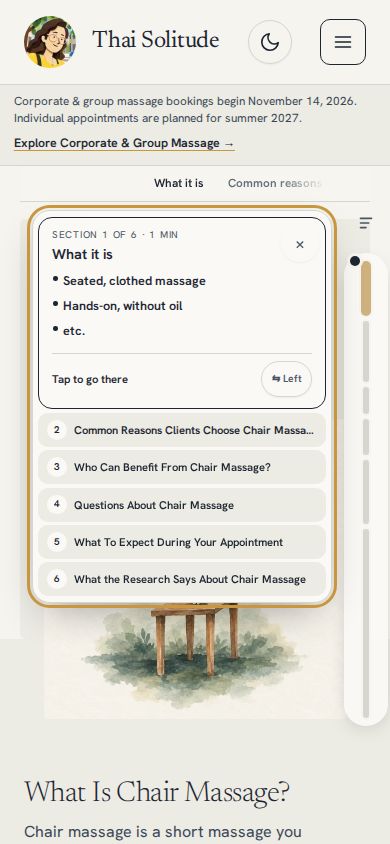 Thai Solitude
Corporate & group massage bookings begin November 14, 2026.
Individual appointments are planned for summer 2027.
Explore Corporate & Group Massage →
What it is
Common reasons
SECTION 1 OF 6 · 1 MIN
What it is
• Seated, clothed massage
• Hands-on, without oil
• etc.
Tap to go there
⇆ Left
2 Common Reasons Clients Choose Chair Massa...
3 Who Can Benefit From Chair Massage?
4 Questions About Chair Massage
5 What To Expect During Your Appointment
6 What the Research Says About Chair Massage
What Is Chair Massage?
Chair massage is a short massage you